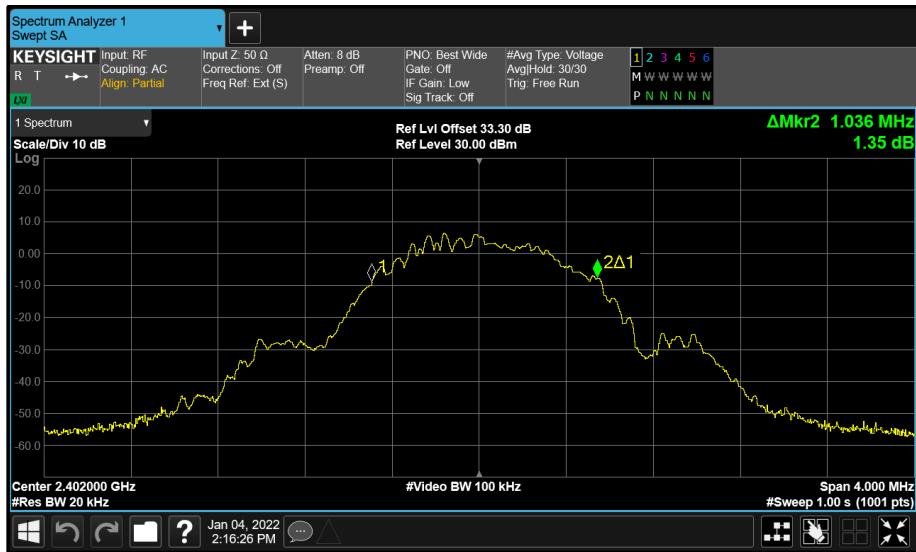 Spectrum Analyzer 1
Swept SA
+
KEYSIGHT
R T
LXI
Input: RF
Coupling: AC
Align: Partial
Input Z: 50 Ω
Corrections: Off
Freq Ref: Ext (S)
Atten: 8 dB
Preamp: Off
PNO: Best Wide
Gate: Off
IF Gain: Low
Sig Track: Off
#Avg Type: Voltage
Avg|Hold: 30/30
Trig: Free Run
1 2 3 4 5 6
M W W W W W
P N N N N N
1 Spectrum
Scale/Div 10 dB
Ref Lvl Offset 33.30 dB
Ref Level 30.00 dBm
ΔMkr2 1.036 MHz
1.35 dB
Log
20.0
10.0
0.00
-10.0
-20.0
-30.0
-40.0
-50.0
-60.0
1
2Δ1
Center 2.402000 GHz
#Res BW 20 kHz
#Video BW 100 kHz
Span 4.000 MHz
#Sweep 1.00 s (1001 pts)
?
Jan 04, 2022
2:16:26 PM